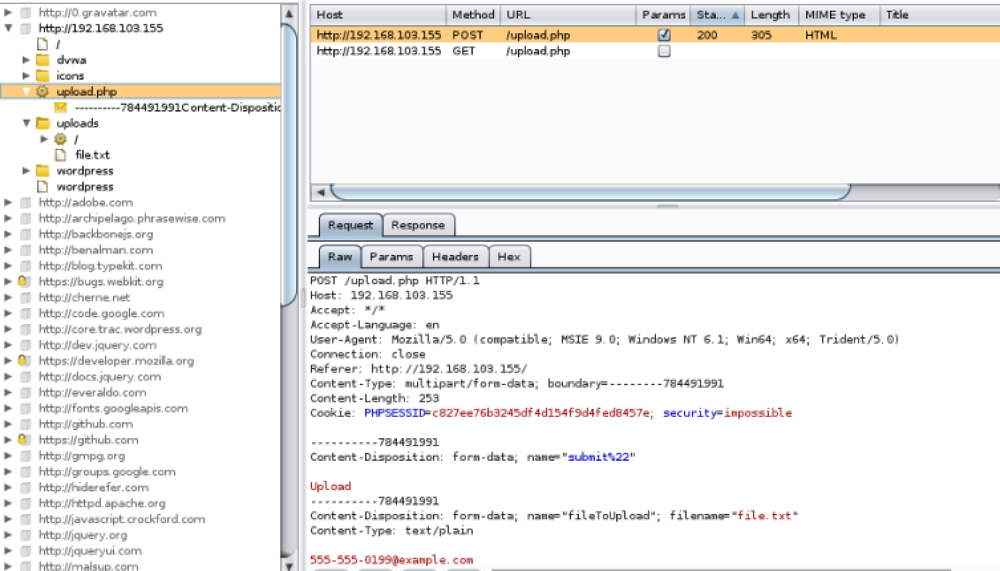 http://0.gravatar.com
http://192.168.103.155
/
dvwa
icons
upload.php
----------784491991Content-Dispositic
uploads
/
file.txt
wordpress
wordpress
http://adobe.com
http://archipelago.phrasewise.com
http://backbonejs.org
http://benalman.com
http://blog.typekit.com
https://bugs.webkit.org
http://cherne.net
http://code.google.com
http://core.trac.wordpress.org
http://dev.jquery.com
https://developer.mozilla.org
http://docs.jquery.com
http://everaldo.com
http://fonts.googleapis.com
http://github.com
https://github.com
http://gmpg.org
http://groups.google.com
http://hiderefer.com
http://httpd.apache.org
http://javascript.crockford.com
http://jquery.org
http://jqueryui.com
http://malsup.com
Host Method URL Params Sta... Length MIME type Title
http://192.168.103.155 POST /upload.php 200 305 HTML
http://192.168.103.155 GET /upload.php
Request Response
Raw Params Headers Hex
POST /upload.php HTTP/1.1
Host: 192.168.103.155
Accept: */*
Accept-Language: en
User-Agent: Mozilla/5.0 (compatible; MSIE 9.0; Windows NT 6.1; Win64; x64; Trident/5.0)
Connection: close
Referer: http://192.168.103.155/
Content-Type: multipart/form-data; boundary=--------784491991
Content-Length: 253
Cookie: PHPSESSID=c827ee76b3245df4d154f9d4fed8457e; security=impossible
----------784491991
Content-Disposition: form-data; name="submit%22"
Upload
----------784491991
Content-Disposition: form-data; name="fileToUpload"; filename="file.txt"
Content-Type: text/plain
555-555-0199@example.com